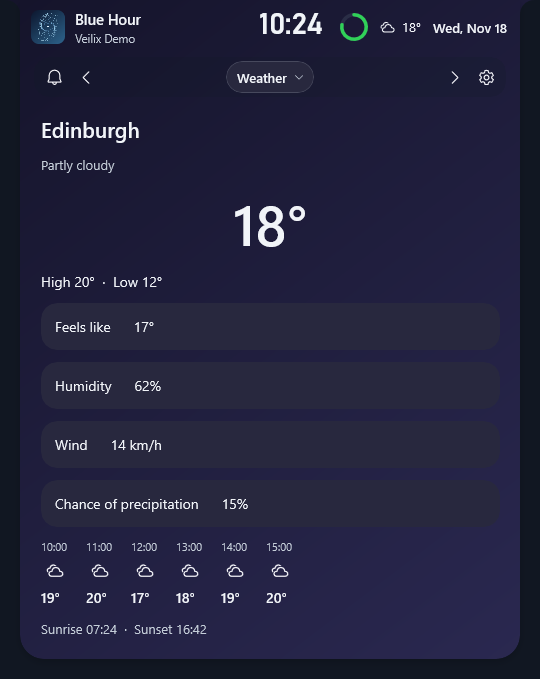 Blue Hour
Veilix Demo
10:24
18°
Wed, Nov 18
Weather
Edinburgh
Partly cloudy
18°
High 20° · Low 12°
Feels like 17°
Humidity 62%
Wind 14 km/h
Chance of precipitation 15%
10:00 11:00 12:00 13:00 14:00 15:00
19° 20° 17° 18° 19° 20°
Sunrise 07:24 · Sunset 16:42